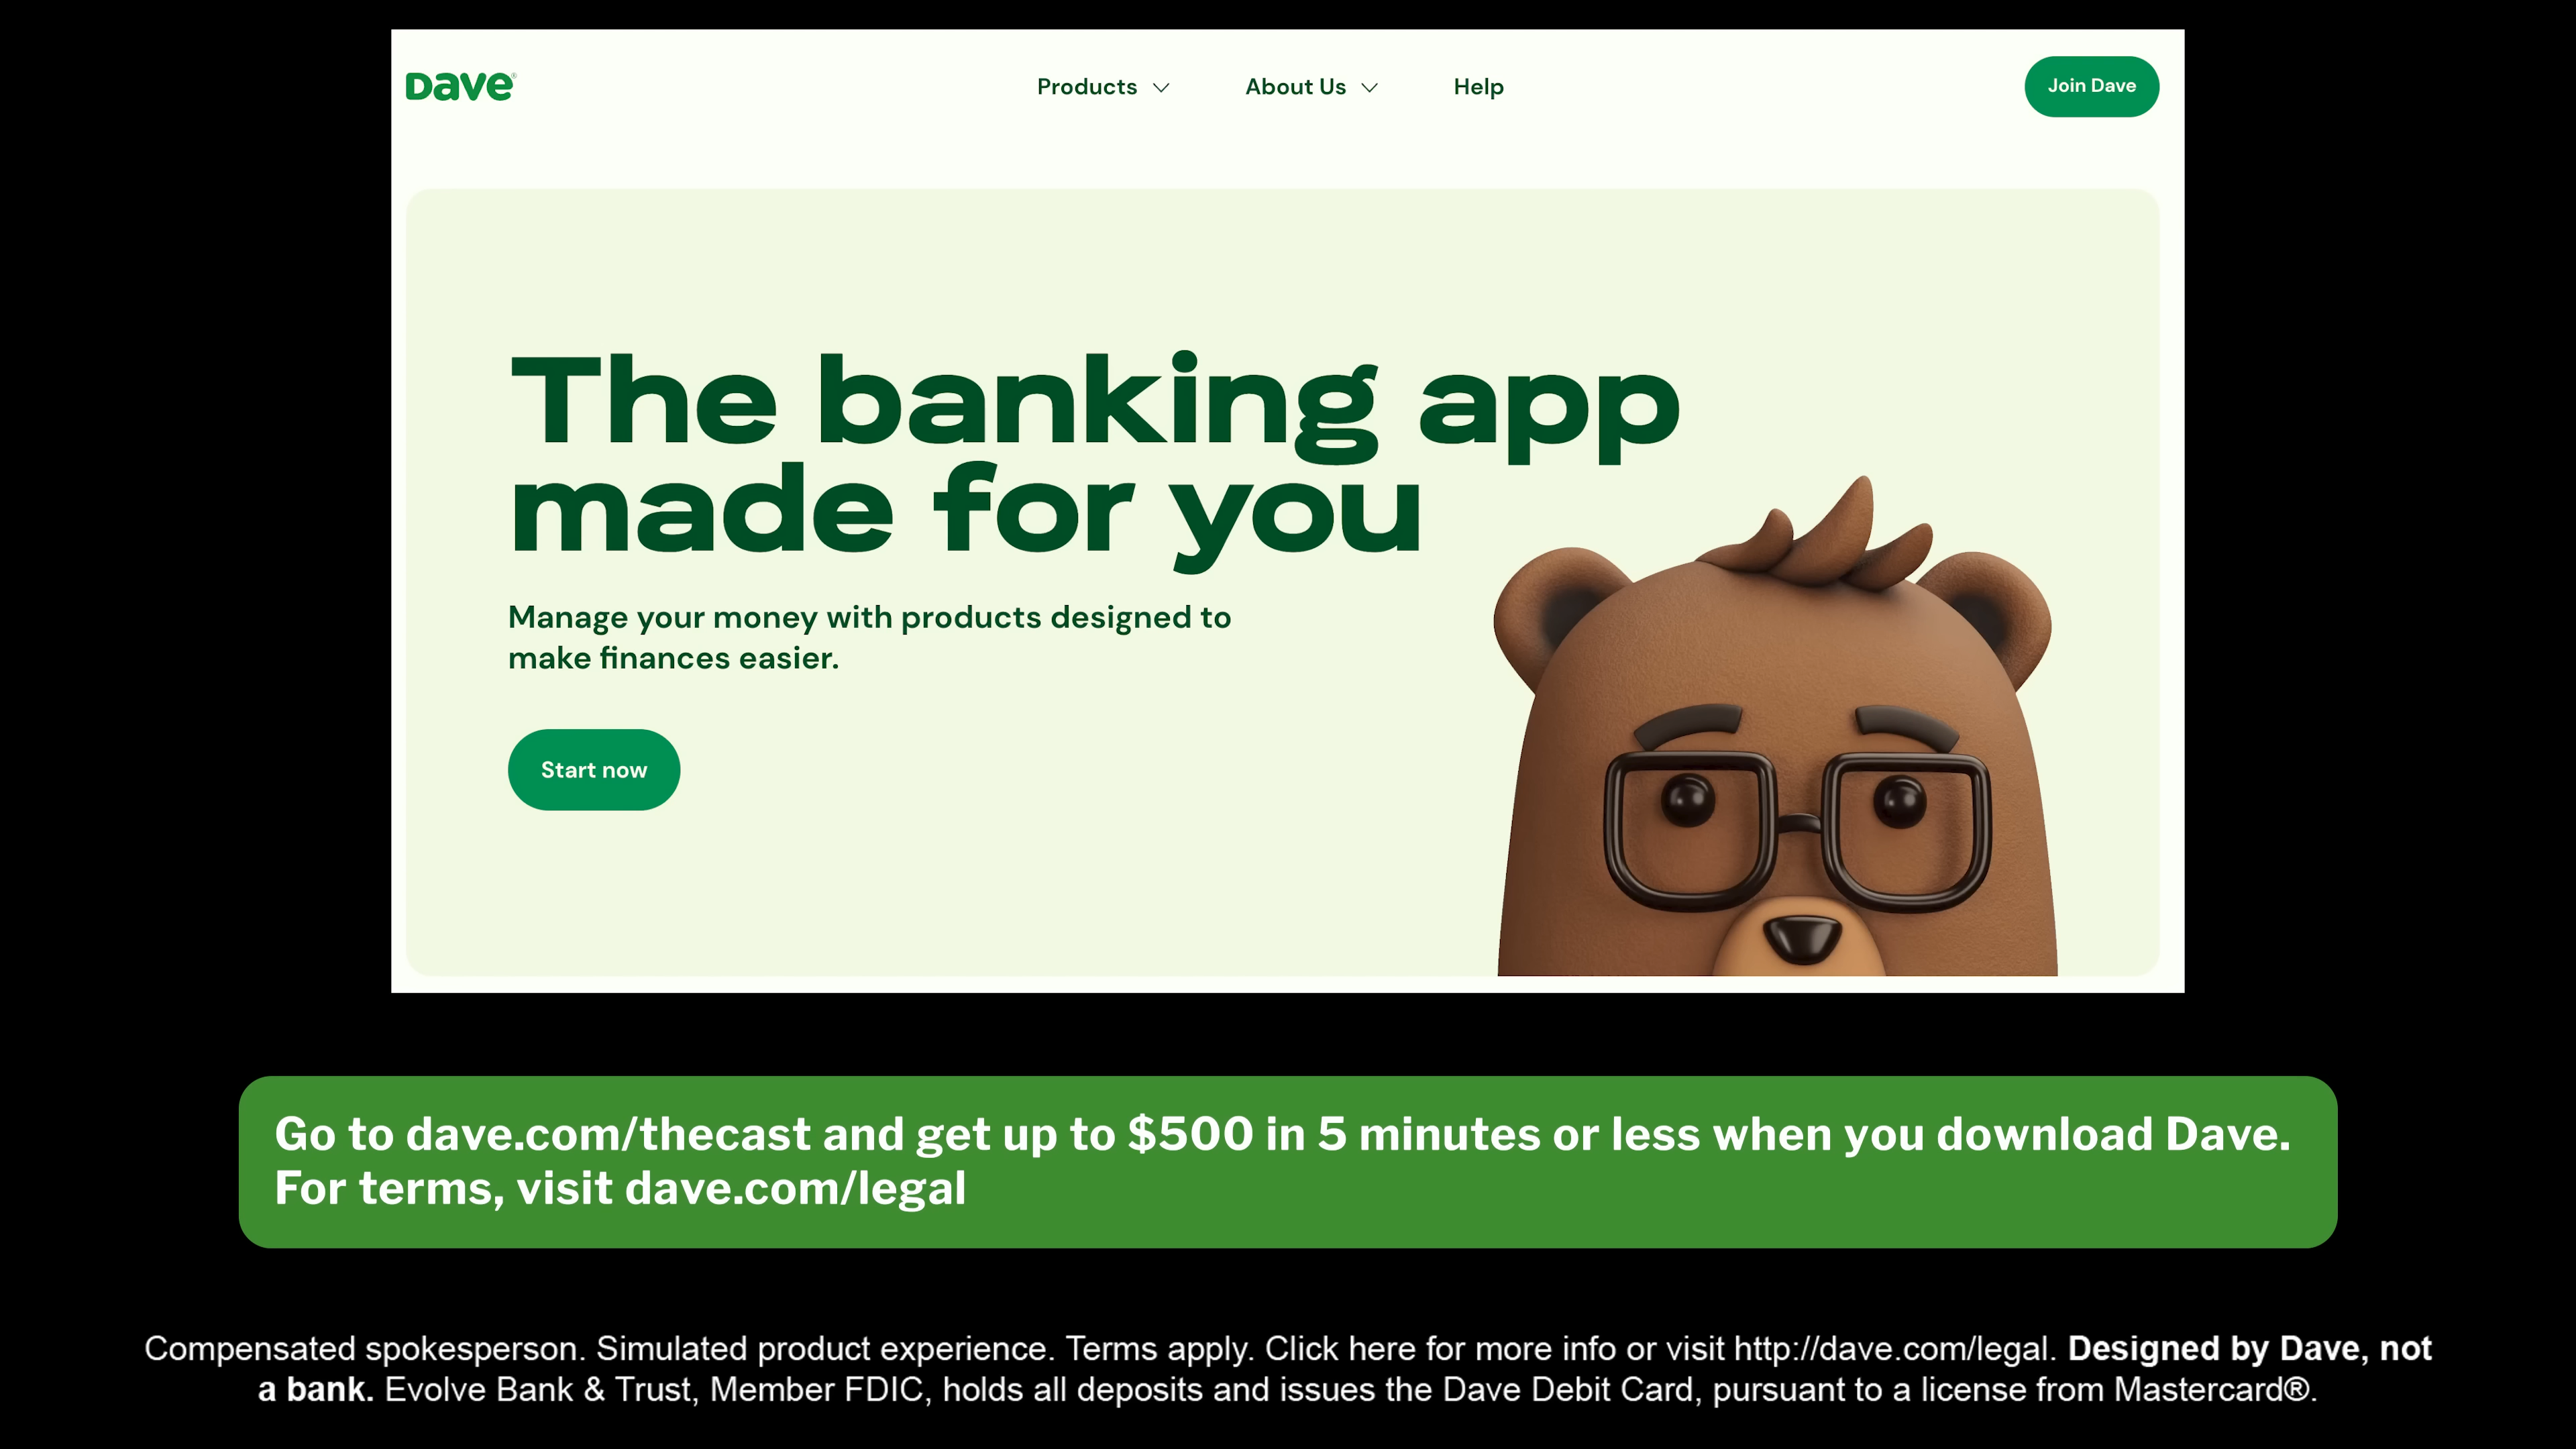 Dave®
Products
About Us
Help
Join Dave
The banking app
made for you
Manage your money with products designed to
make finances easier.
Start now
Go to dave.com/thecast and get up to $500 in 5 minutes or less when you download Dave.
For terms, visit dave.com/legal
Compensated spokesperson. Simulated product experience. Terms apply. Click here for more info or visit http://dave.com/legal. Designed by Dave, not
a bank. Evolve Bank & Trust, Member FDIC, holds all deposits and issues the Dave Debit Card, pursuant to a license from Mastercard®.